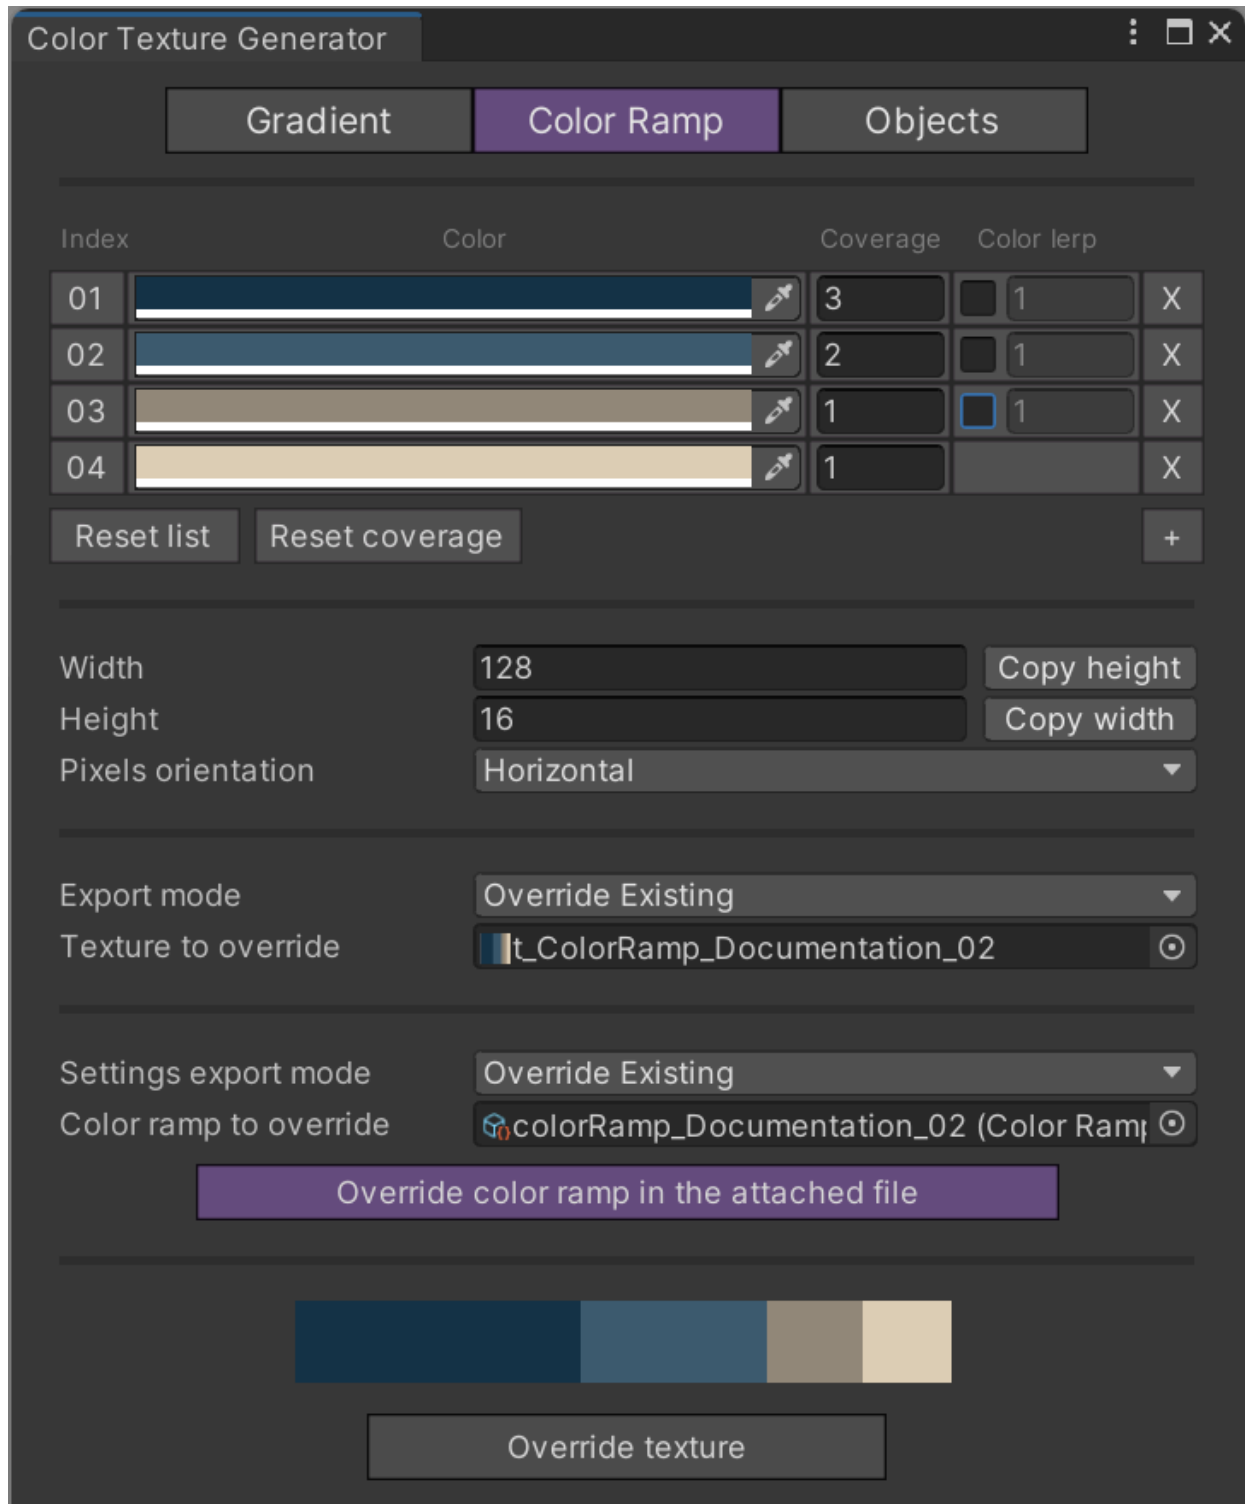 Color Texture Generator
Gradient Color Ramp Objects
Index Color Coverage Color lerp
01 3 1 X
02 2 1 X
03 1 1 X
04 1 X
Reset list Reset coverage +
Width 128 Copy height
Height 16 Copy width
Pixels orientation Horizontal
Export mode Override Existing
Texture to override t_ColorRamp_Documentation_02
Settings export mode Override Existing
Color ramp to override colorRamp_Documentation_02 (Color Ramp
Override color ramp in the attached file
Override texture